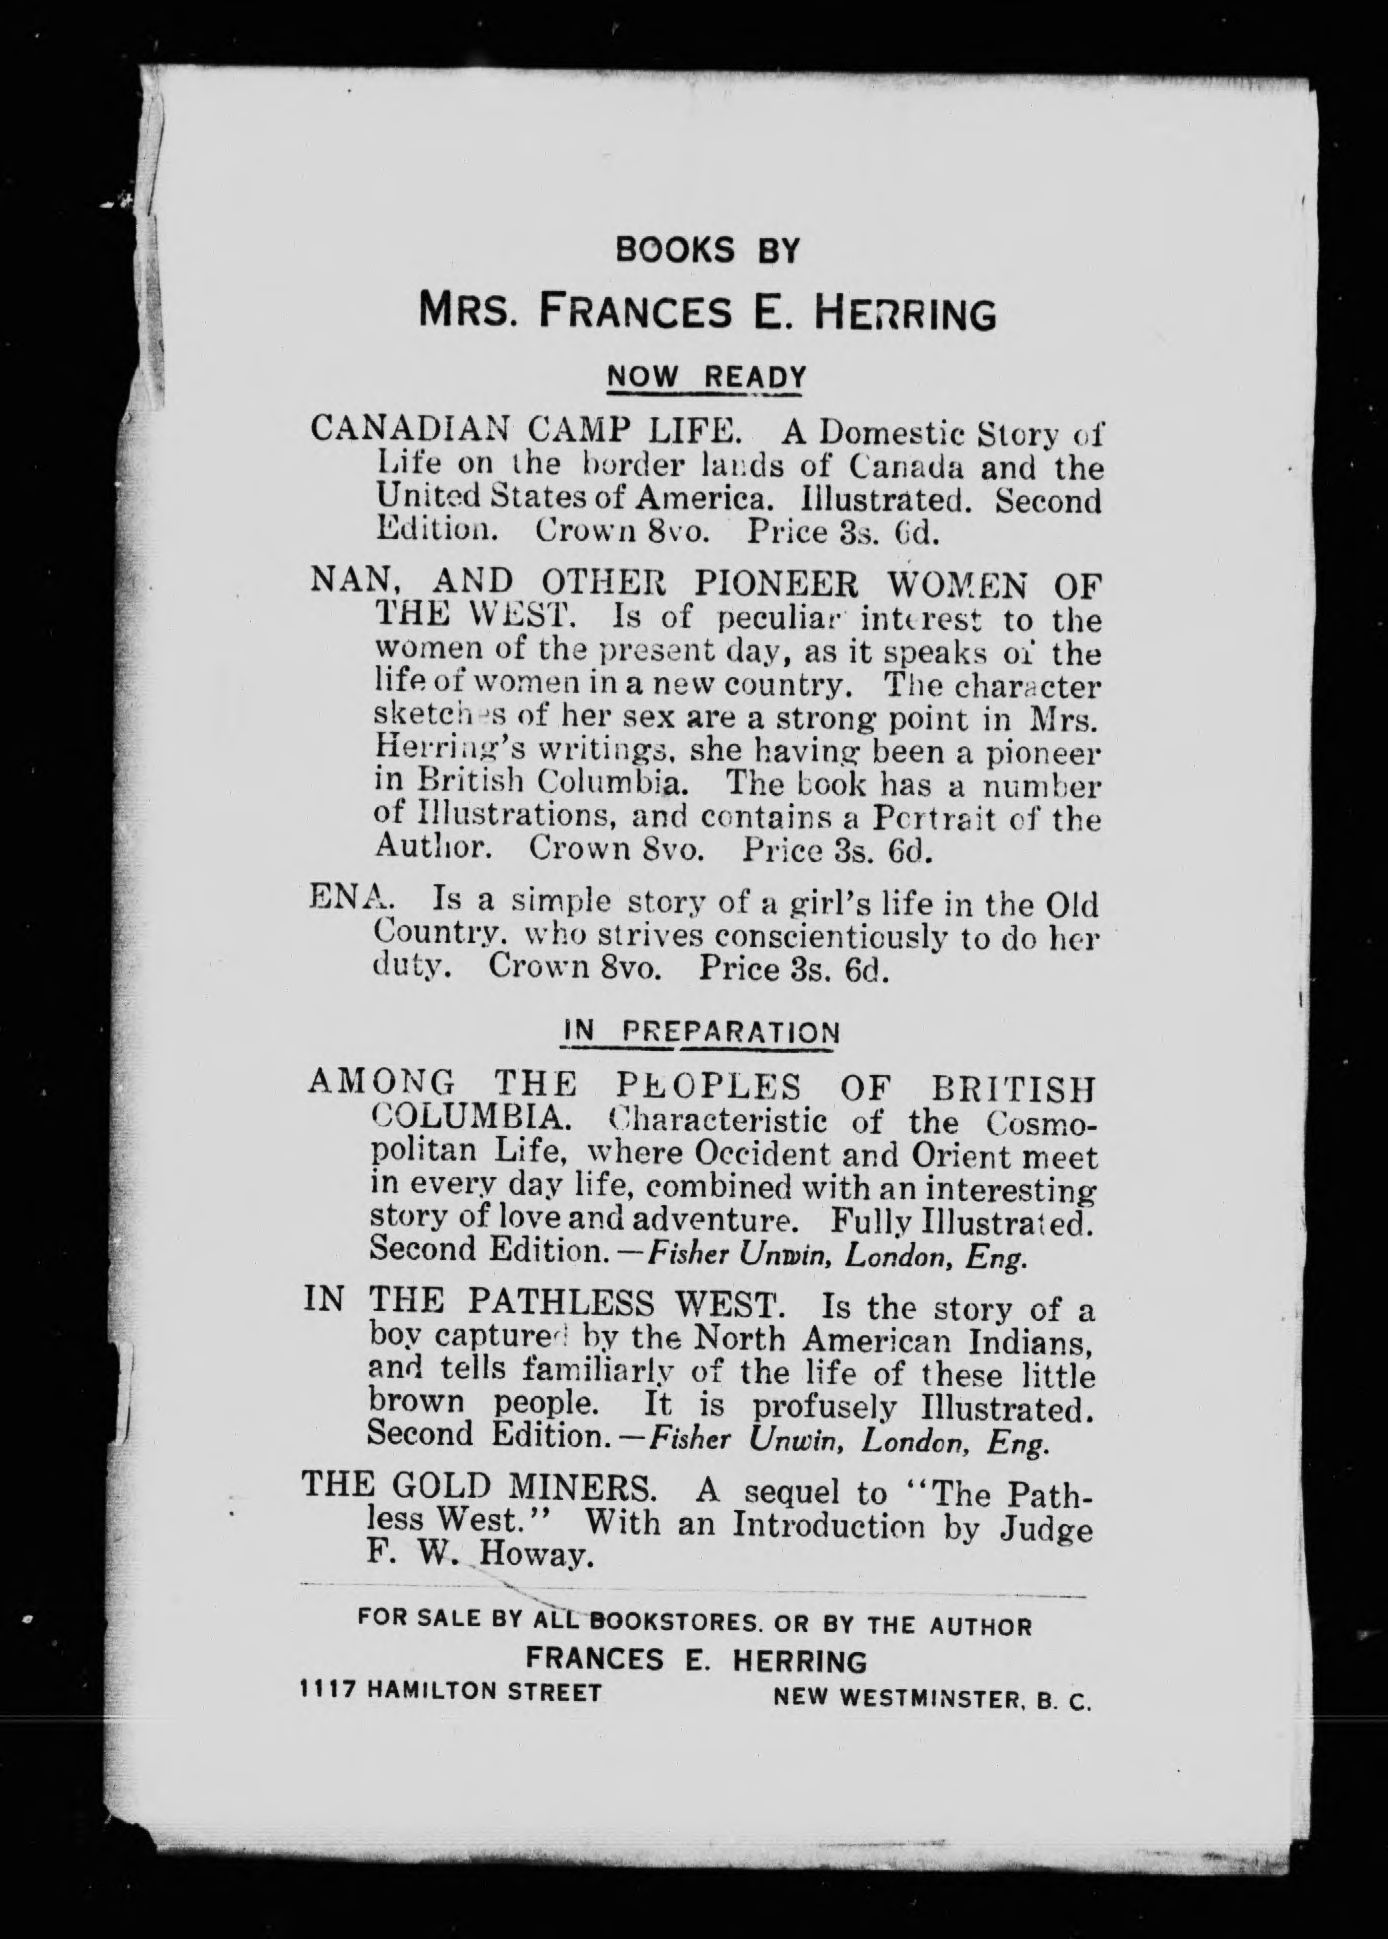 BOOKS BY
MRS. FRANCES E. HERRING
NOW READY
CANADIAN CAMP LIFE. A Domestic Story of
Life on the border lands of Canada and the
United States of America. Illustrated. Second
Edition. Crown 8vo. Price 3s. 6d.
NAN, AND OTHER PIONEER WOMEN OF
THE WEST. Is of peculiar interest to the
women of the present day, as it speaks of the
life of women in a new country. The character
sketches of her sex are a strong point in Mrs.
Herring's writings, she having been a pioneer
in British Columbia. The book has a number
of Illustrations, and contains a Portrait of the
Author. Crown 8vo. Price 3s. 6d.
ENA. Is a simple story of a girl's life in the Old
Country. who strives conscientiously to do her
duty. Crown 8vo. Price 3s. 6d.
IN PREPARATION
AMONG THE PEOPLES OF BRITISH
COLUMBIA. Characteristic of the Cosmo-
politan Life, where Occident and Orient meet
in every day life, combined with an interesting
story of love and adventure. Fully Illustrated.
Second Edition.—Fisher Unwin, London, Eng.
IN THE PATHLESS WEST. Is the story of a
boy captured by the North American Indians,
and tells familiarly of the life of these little
brown people. It is profusely Illustrated.
Second Edition.—Fisher Unwin, London, Eng.
THE GOLD MINERS. A sequel to "The Path-
less West." With an Introduction by Judge
F. W. Howay.
FOR SALE BY ALL BOOKSTORES. OR BY THE AUTHOR
FRANCES E. HERRING
1117 HAMILTON STREET NEW WESTMINSTER, B. C.